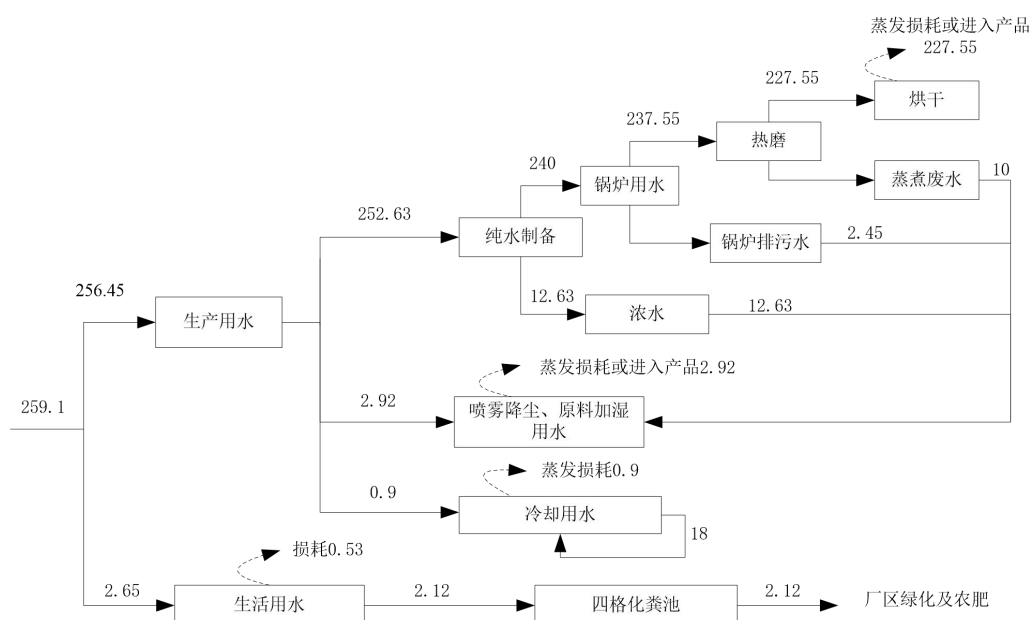 蒸发损耗或进入产品
227.55
227.55
烘干
237.55
热磨
240
锅炉用水
蒸煮废水
10
252.63
纯水制备
锅炉排污水
2.45
256.45
生产用水
12.63
浓水
12.63
蒸发损耗或进入产品2.92
259.1
2.92
喷雾降尘、原料加湿
用水
蒸发损耗0.9
0.9
冷却用水
18
损耗0.53
2.65
生活用水
2.12
四格化粪池
2.12
厂区绿化及农肥